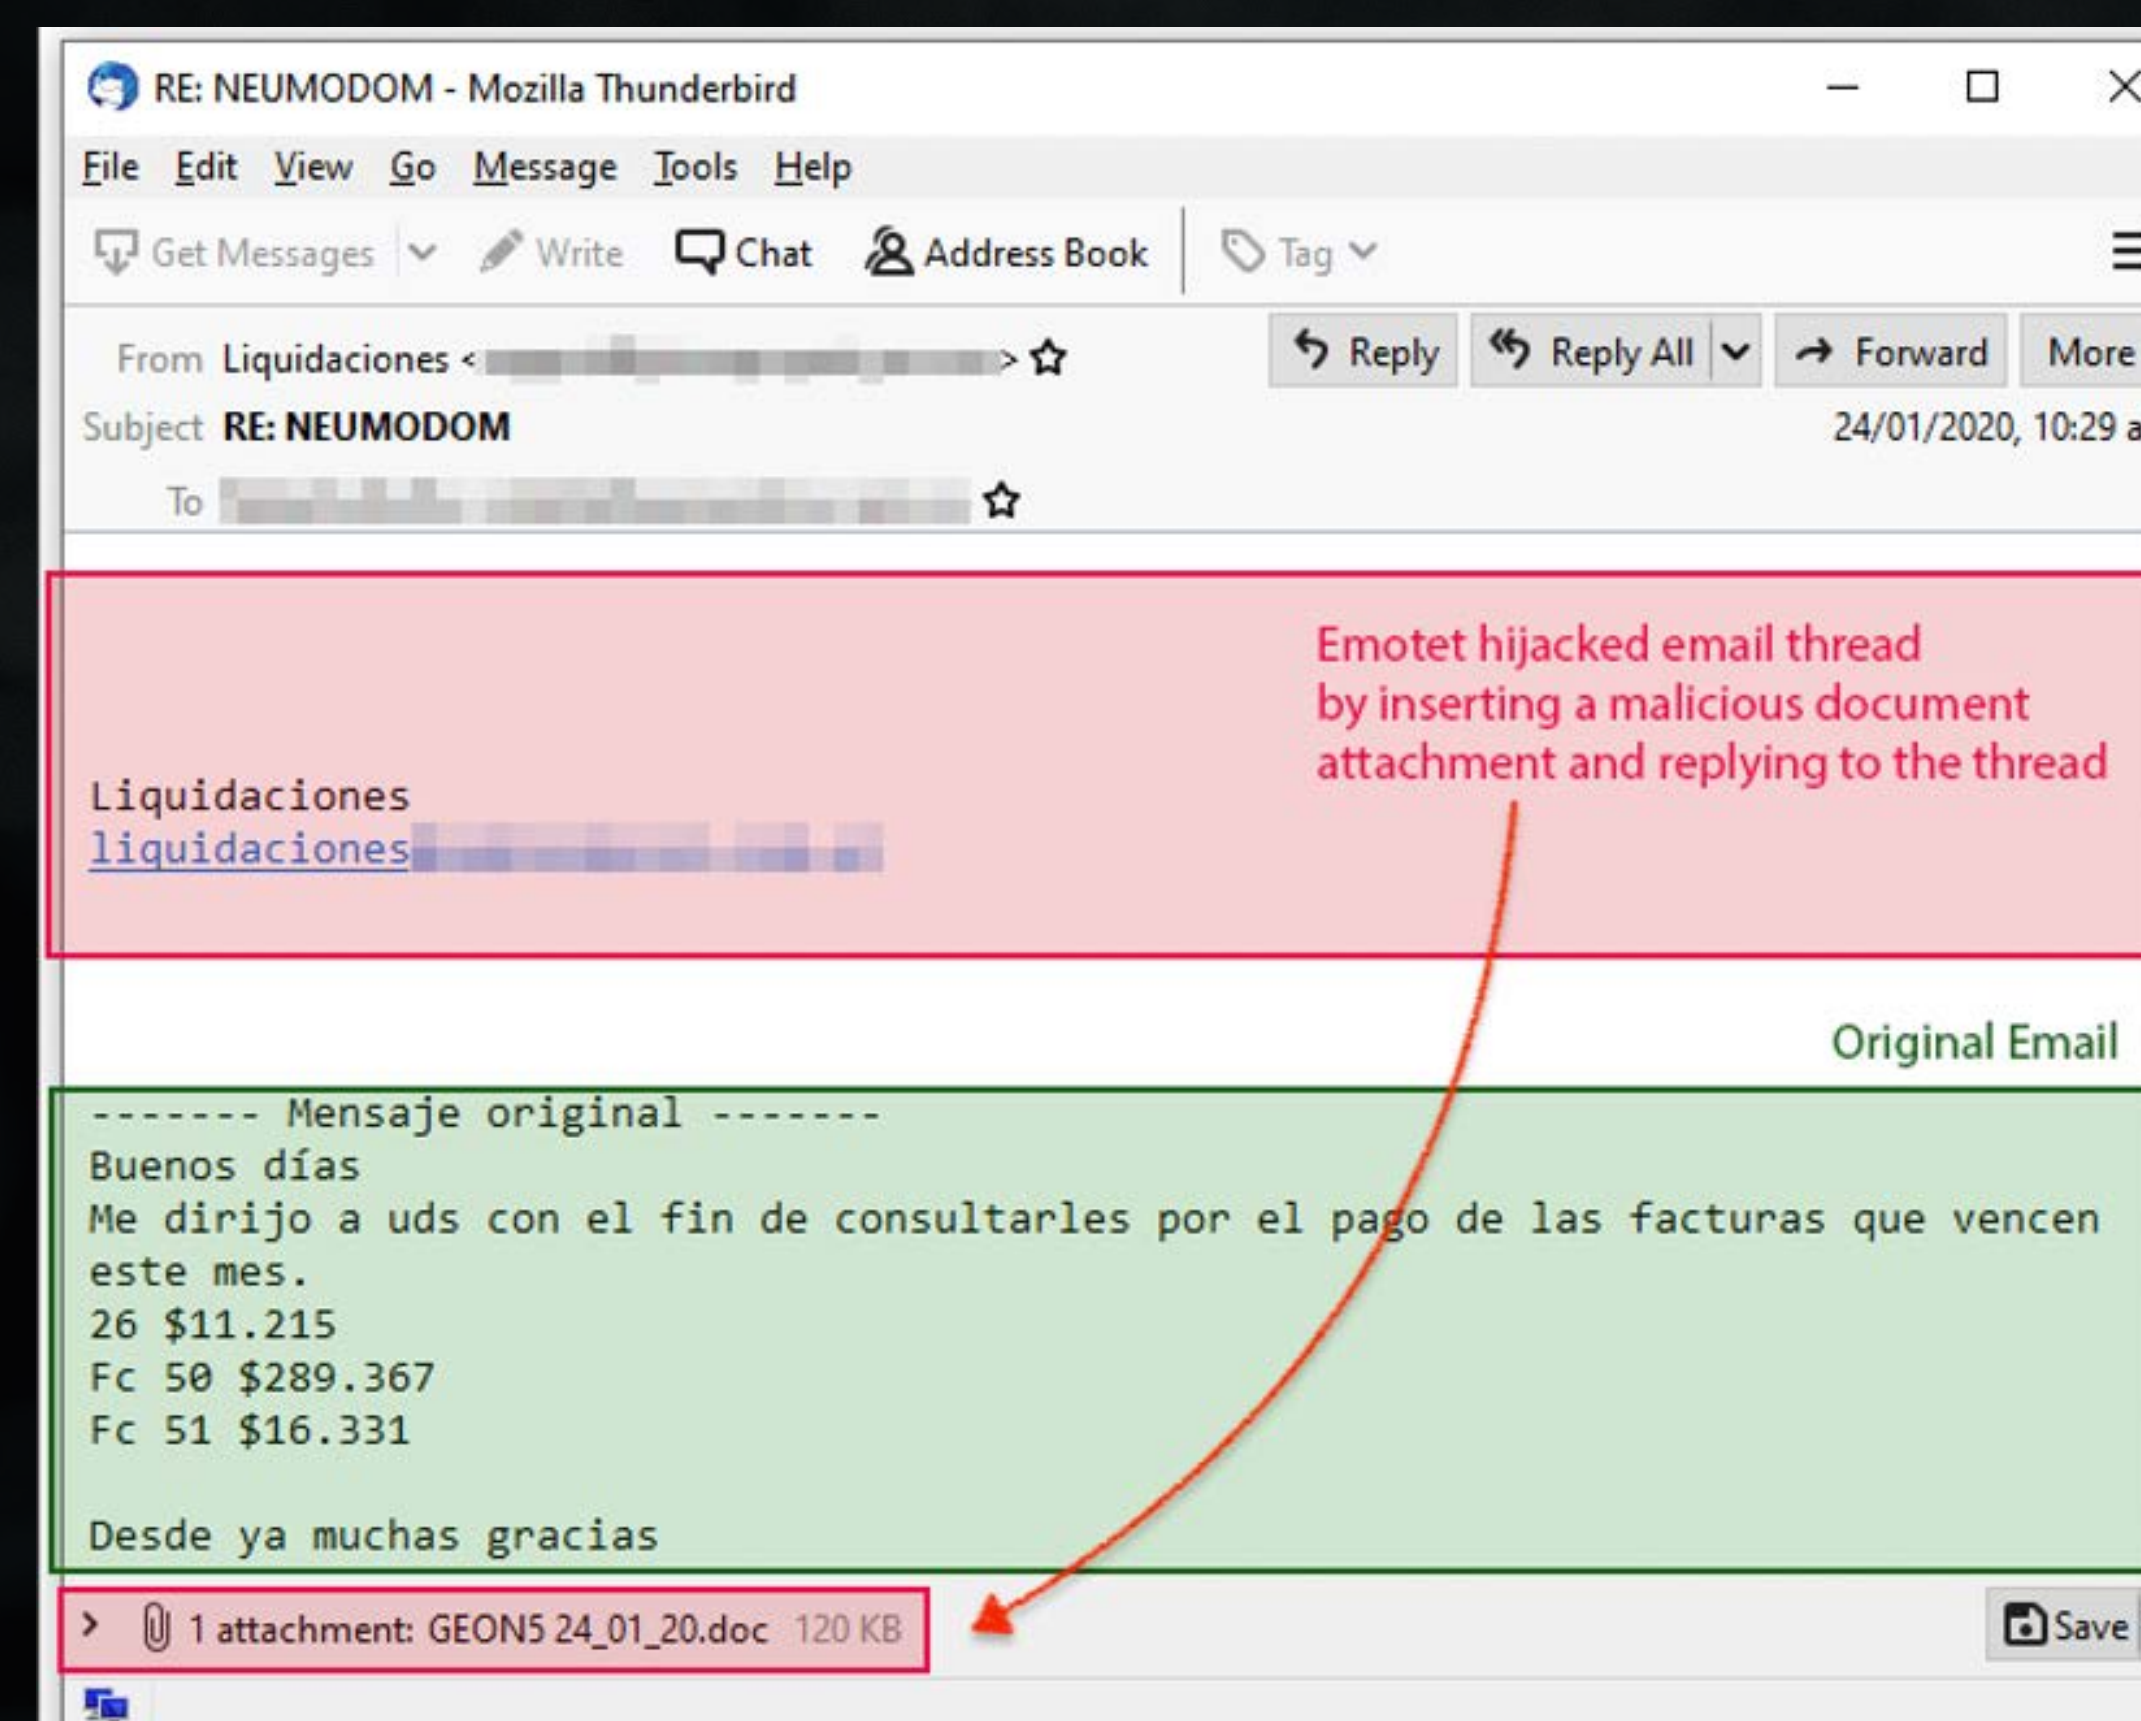 RE: NEUMODOM - Mozilla Thunderbird
File Edit View Go Message Tools Help
Get Messages Write Chat Address Book Tag
From Liquidaciones < > Reply Reply All Forward More
Subject RE: NEUMODOM 24/01/2020, 10:29
To
Emotet hijacked email thread
by inserting a malicious document
attachment and replying to the thread
Liquidaciones
liquidaciones
Original Email
------- Mensaje original -------
Buenos días
Me dirijo a uds con el fin de consultarles por el pago de las facturas que vencen
este mes.
26 $11.215
Fc 50 $289.367
Fc 51 $16.331
Desde ya muchas gracias
1 attachment: GEON5 24_01_20.doc 120 KB Save